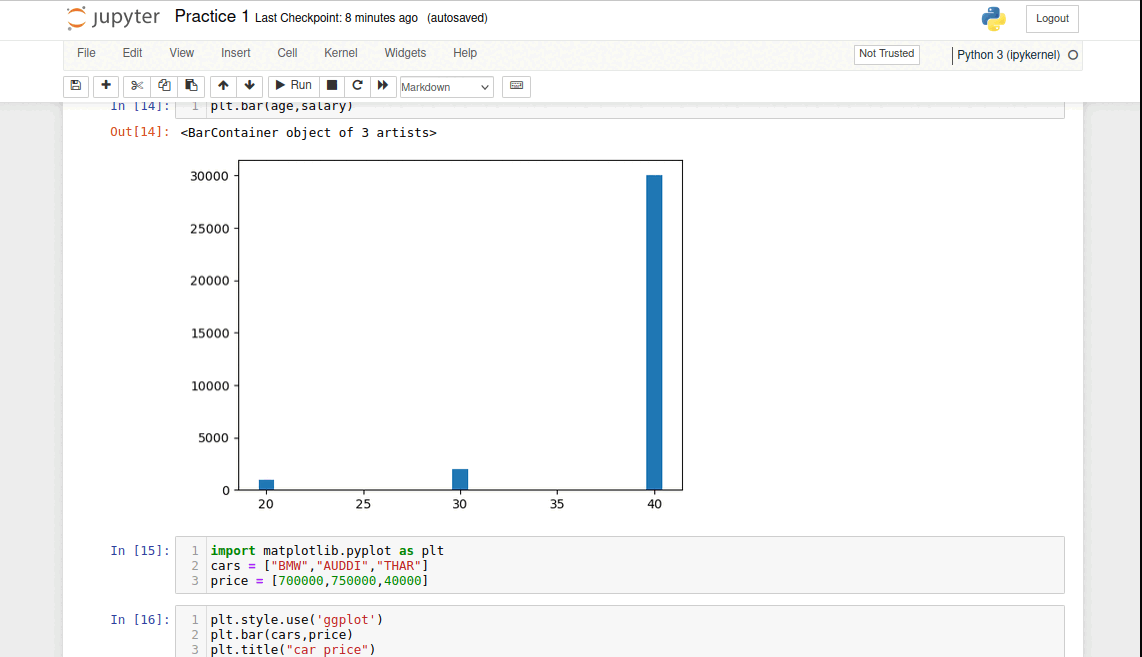 jupyter Practice 1 Last Checkpoint: 8 minutes ago (autosaved) Logout
File Edit View Insert Cell Kernel Widgets Help Not Trusted Python 3 (ipykernel)
Run Markdown
In [14]: 1 plt.bar(age,salary)
Out[14]: <BarContainer object of 3 artists>
30000
25000
20000
15000
10000
5000
0
20 25 30 35 40
In [15]: 1 import matplotlib.pyplot as plt
2 cars = ["BMW","AUDDI","THAR"]
3 price = [700000,750000,40000]
In [16]: 1 plt.style.use('ggplot')
2 plt.bar(cars,price)
3 plt.title("car price")